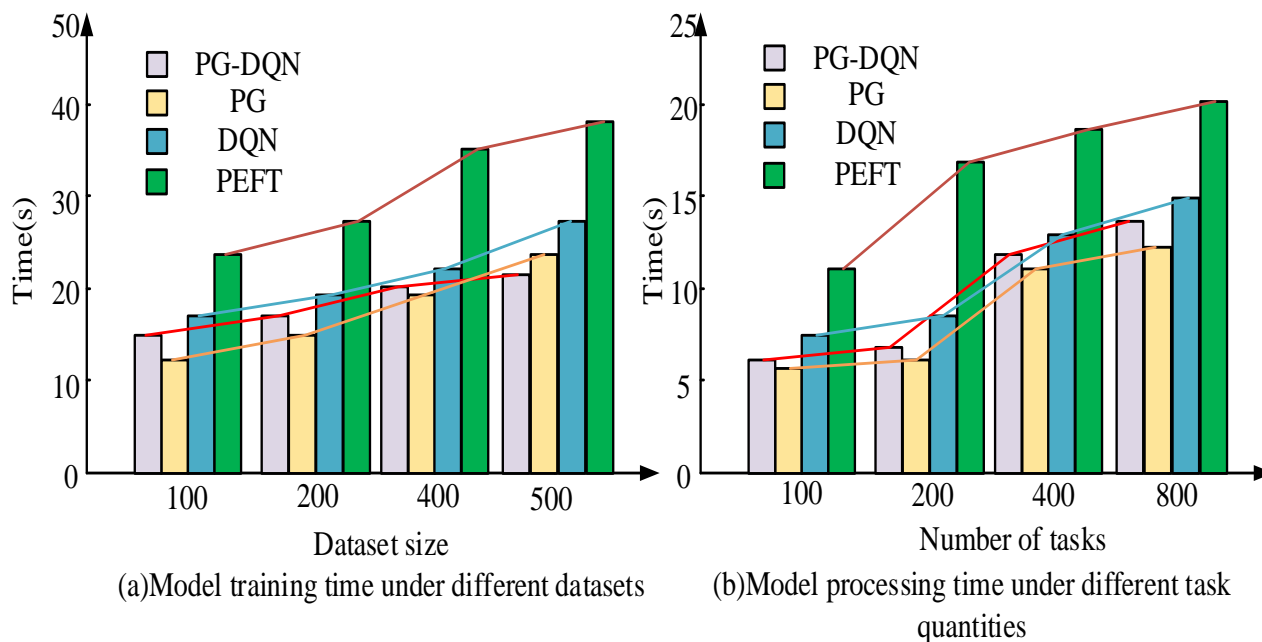 50
40
30
20
10
0
Time(s)
PG-DQN
PG
DQN
PEFT
100 200 400 500
Dataset size
(a)Model training time under different datasets
25
20
15
10
5
0
Time(s)
PG-DQN
PG
DQN
PEFT
100 200 400 800
Number of tasks
(b)Model processing time under different task
quantities